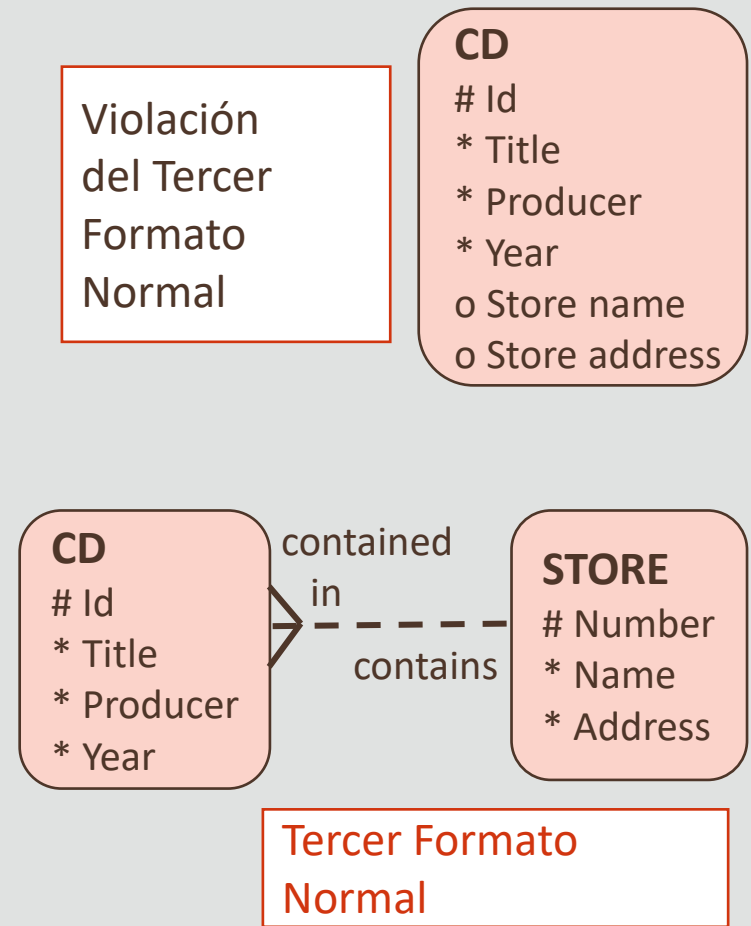 Violación
del Tercer
Formato
Normal
CD
# Id
* Title
* Producer
* Year
o Store name
o Store address
CD
# Id
* Title
* Producer
* Year
contained
in
contains
STORE
# Number
* Name
* Address
Tercer Formato
Normal